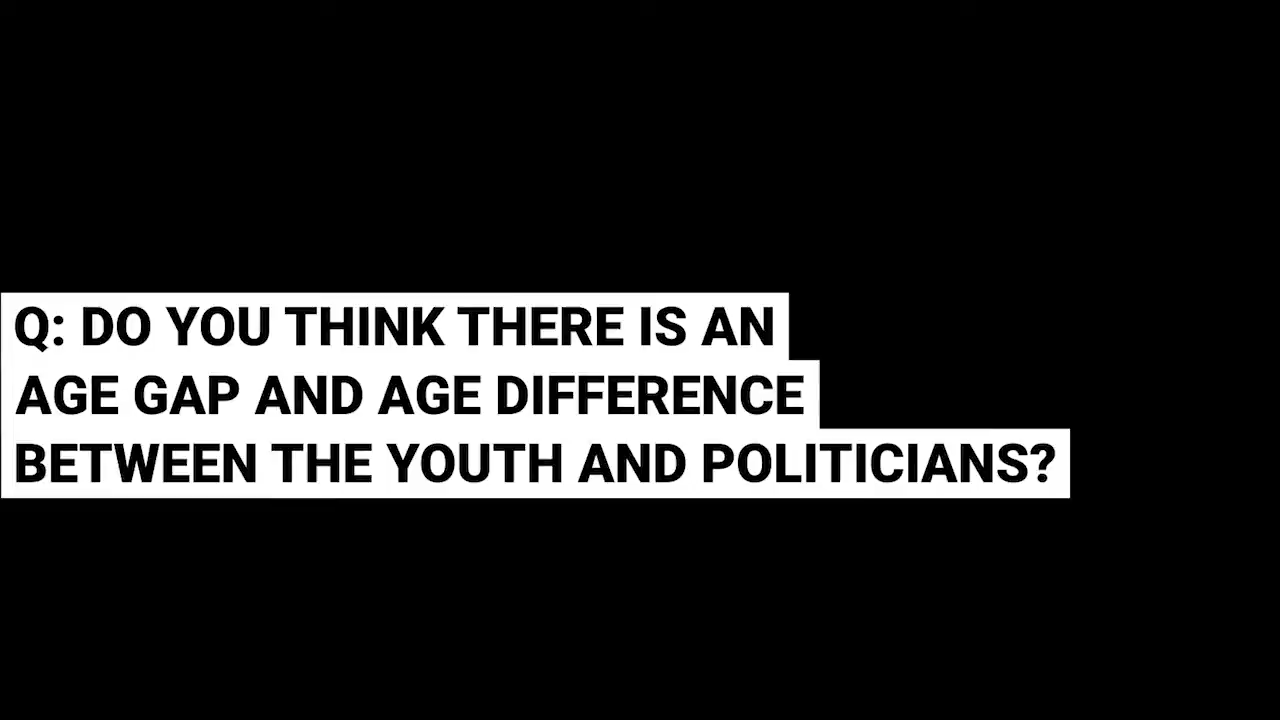 Q: DO YOU THINK THERE IS AN
AGE GAP AND AGE DIFFERENCE
BETWEEN THE YOUTH AND POLITICIANS?